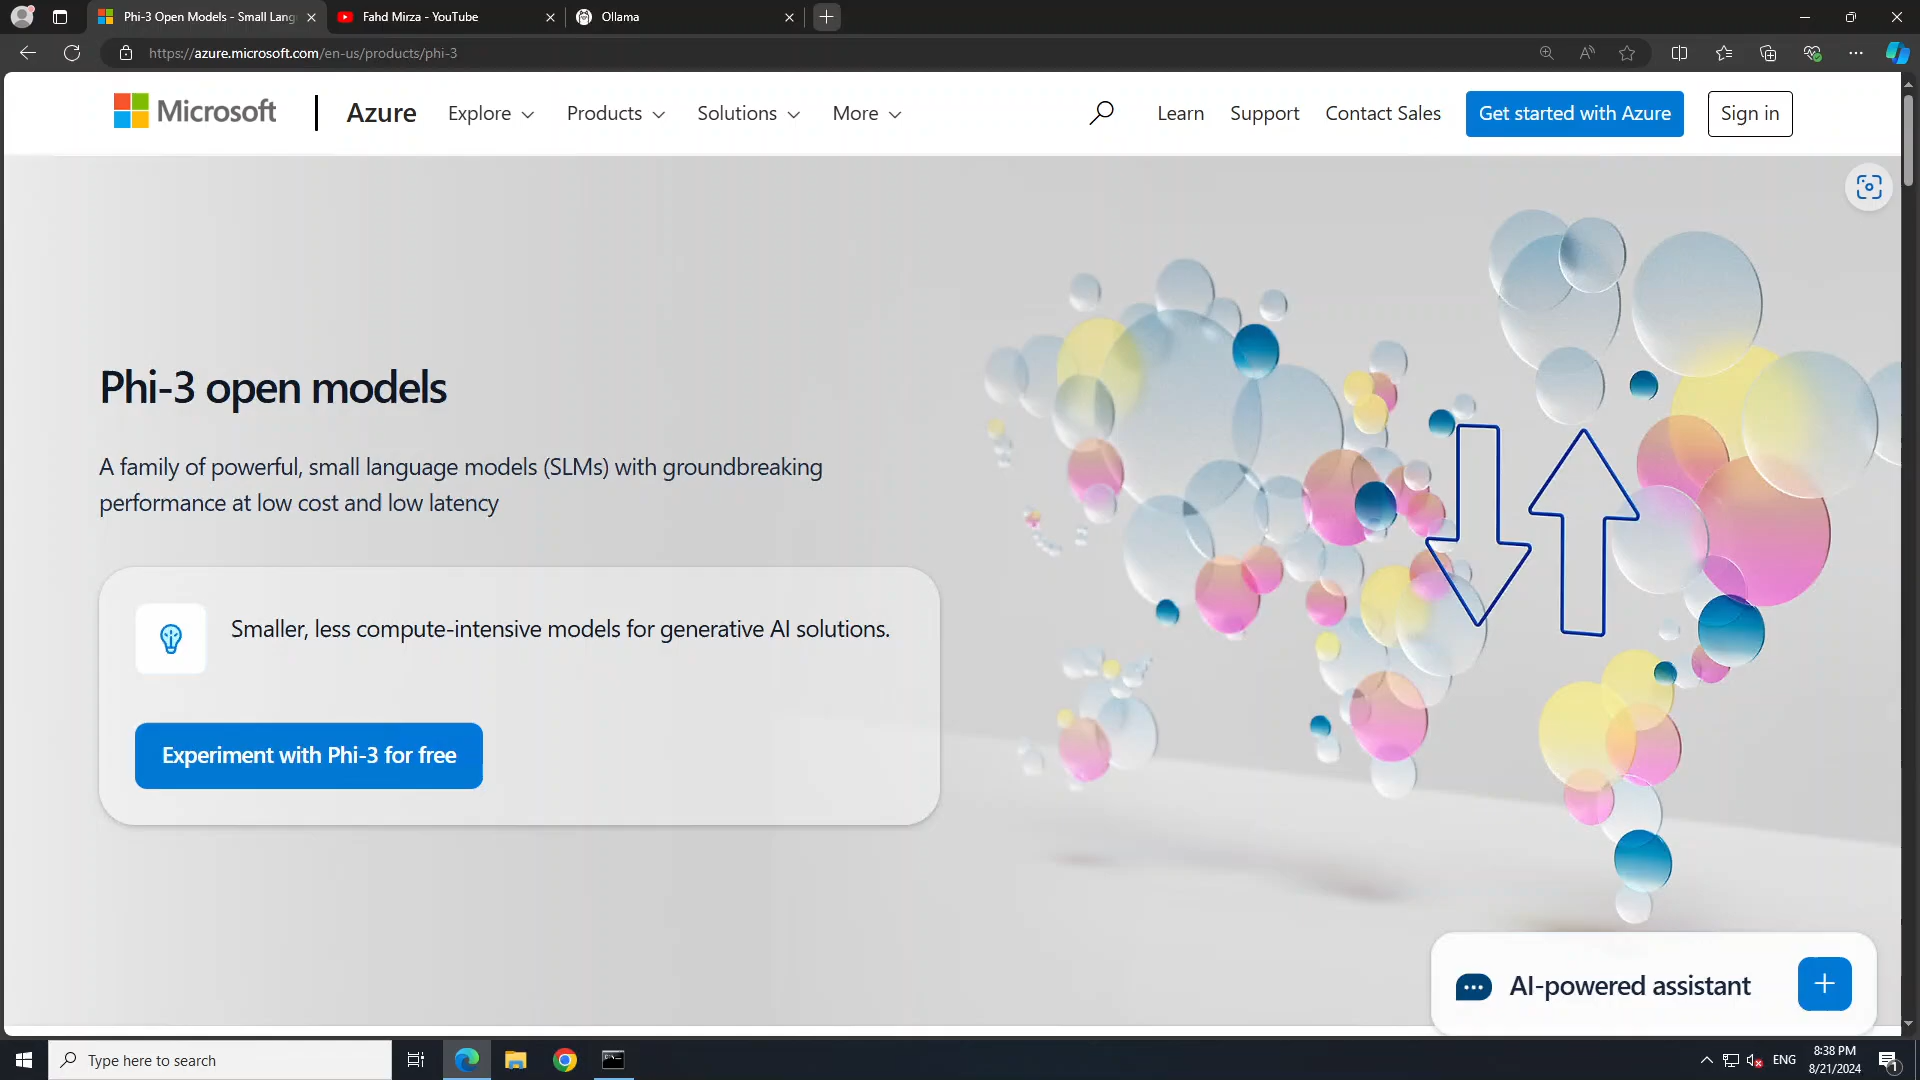 Phi-3 Open Models - Small Lang
Fahd Mirza - YouTube
Ollama
https://azure.microsoft.com/en-us/products/phi-3
Microsoft
Azure
Explore
Products
Solutions
More
Learn
Support
Contact Sales
Get started with Azure
Sign in
Phi-3 open models
A family of powerful, small language models (SLMs) with groundbreaking
performance at low cost and low latency
Smaller, less compute-intensive models for generative AI solutions.
Experiment with Phi-3 for free
AI-powered assistant
Type here to search
ENG
8:38 PM
8/21/2024
1